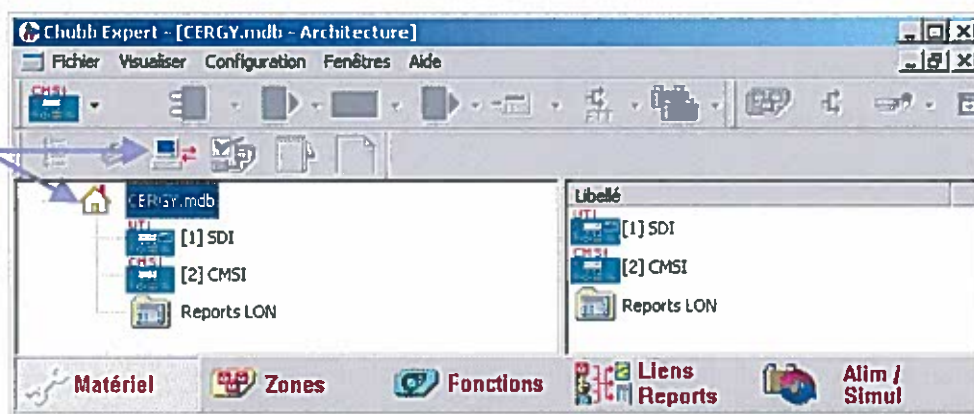 Chubb Expert - [CERGY.mdb - Architecture]
Fichier Visualiser Configuration Fenêtres Aide
CMSI
ETT
CERGY.mdb
Libellé
UTI
[1] SDI
UTI
[1] SDI
CMSI
[2] CMSI
CMSI
[2] CMSI
Reports LON
Reports LON
Matériel
Zones
Fonctions
Liens
Reports
Alim /
Simul